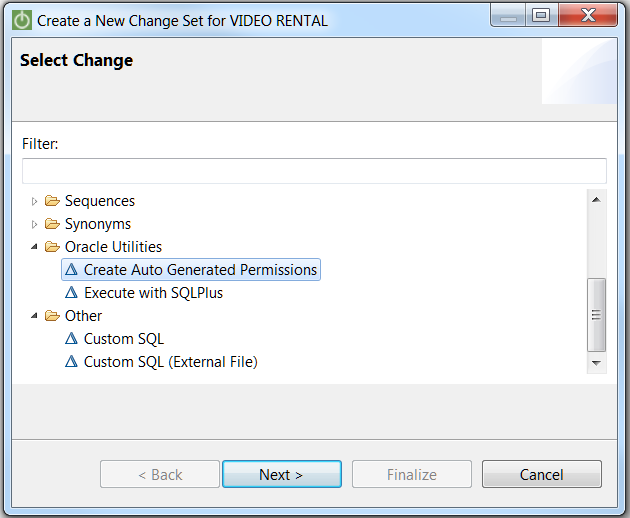 Create a New Change Set for VIDEO RENTAL
Select Change
Filter:
Sequences
Synonyms
Oracle Utilities
Create Auto Generated Permissions
Execute with SQLPlus
Other
Custom SQL
Custom SQL (External File)
< Back Next > Finalize Cancel